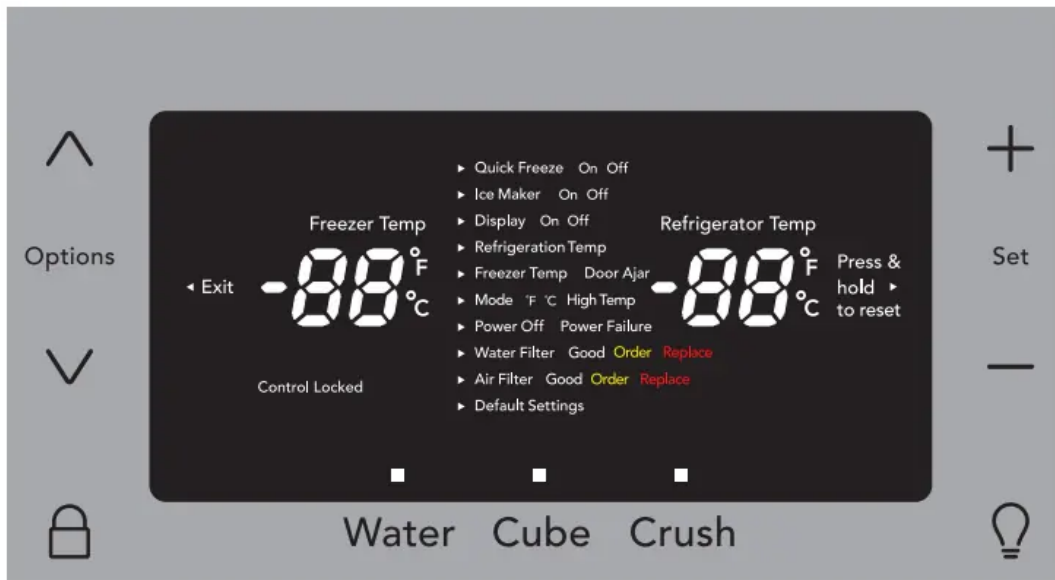 Options
Freezer Temp
-88 °F °C
◂ Exit
Control Locked
▸ Quick Freeze On Off
▸ Ice Maker On Off
▸ Display On Off
▸ Refrigeration Temp
▸ Freezer Temp Door Ajar
▸ Mode °F °C High Temp
▸ Power Off Power Failure
▸ Water Filter Good Order Replace
▸ Air Filter Good Order Replace
▸ Default Settings
Refrigerator Temp
-88 °F °C
Press &
hold ▸
to reset
Set
Water Cube Crush